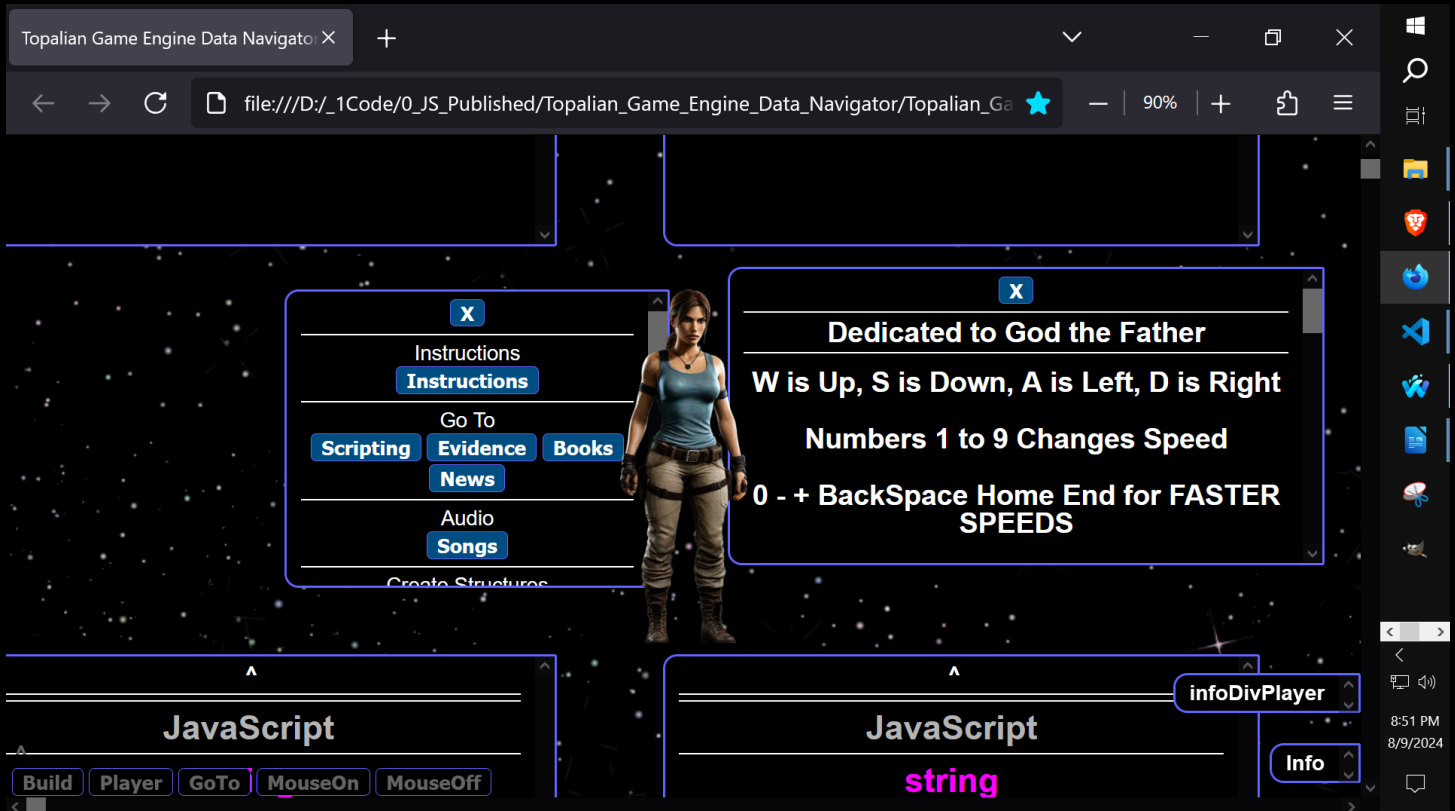 Topalian Game Engine Data Navigator
file:///D:/_1Code/0_JS_Published/Topalian_Game_Engine_Data_Navigator/Topalian_Ga
90%
X
Instructions
Instructions
Go To
Scripting Evidence Books
News
Audio
Songs
Create Structures
X
Dedicated to God the Father
W is Up, S is Down, A is Left, D is Right
Numbers 1 to 9 Changes Speed
0 - + BackSpace Home End for FASTER
SPEEDS
^
JavaScript
^
Build Player GoTo MouseOn MouseOff
^
JavaScript
string
infoDivPlayer
Info
8:51 PM
8/9/2024